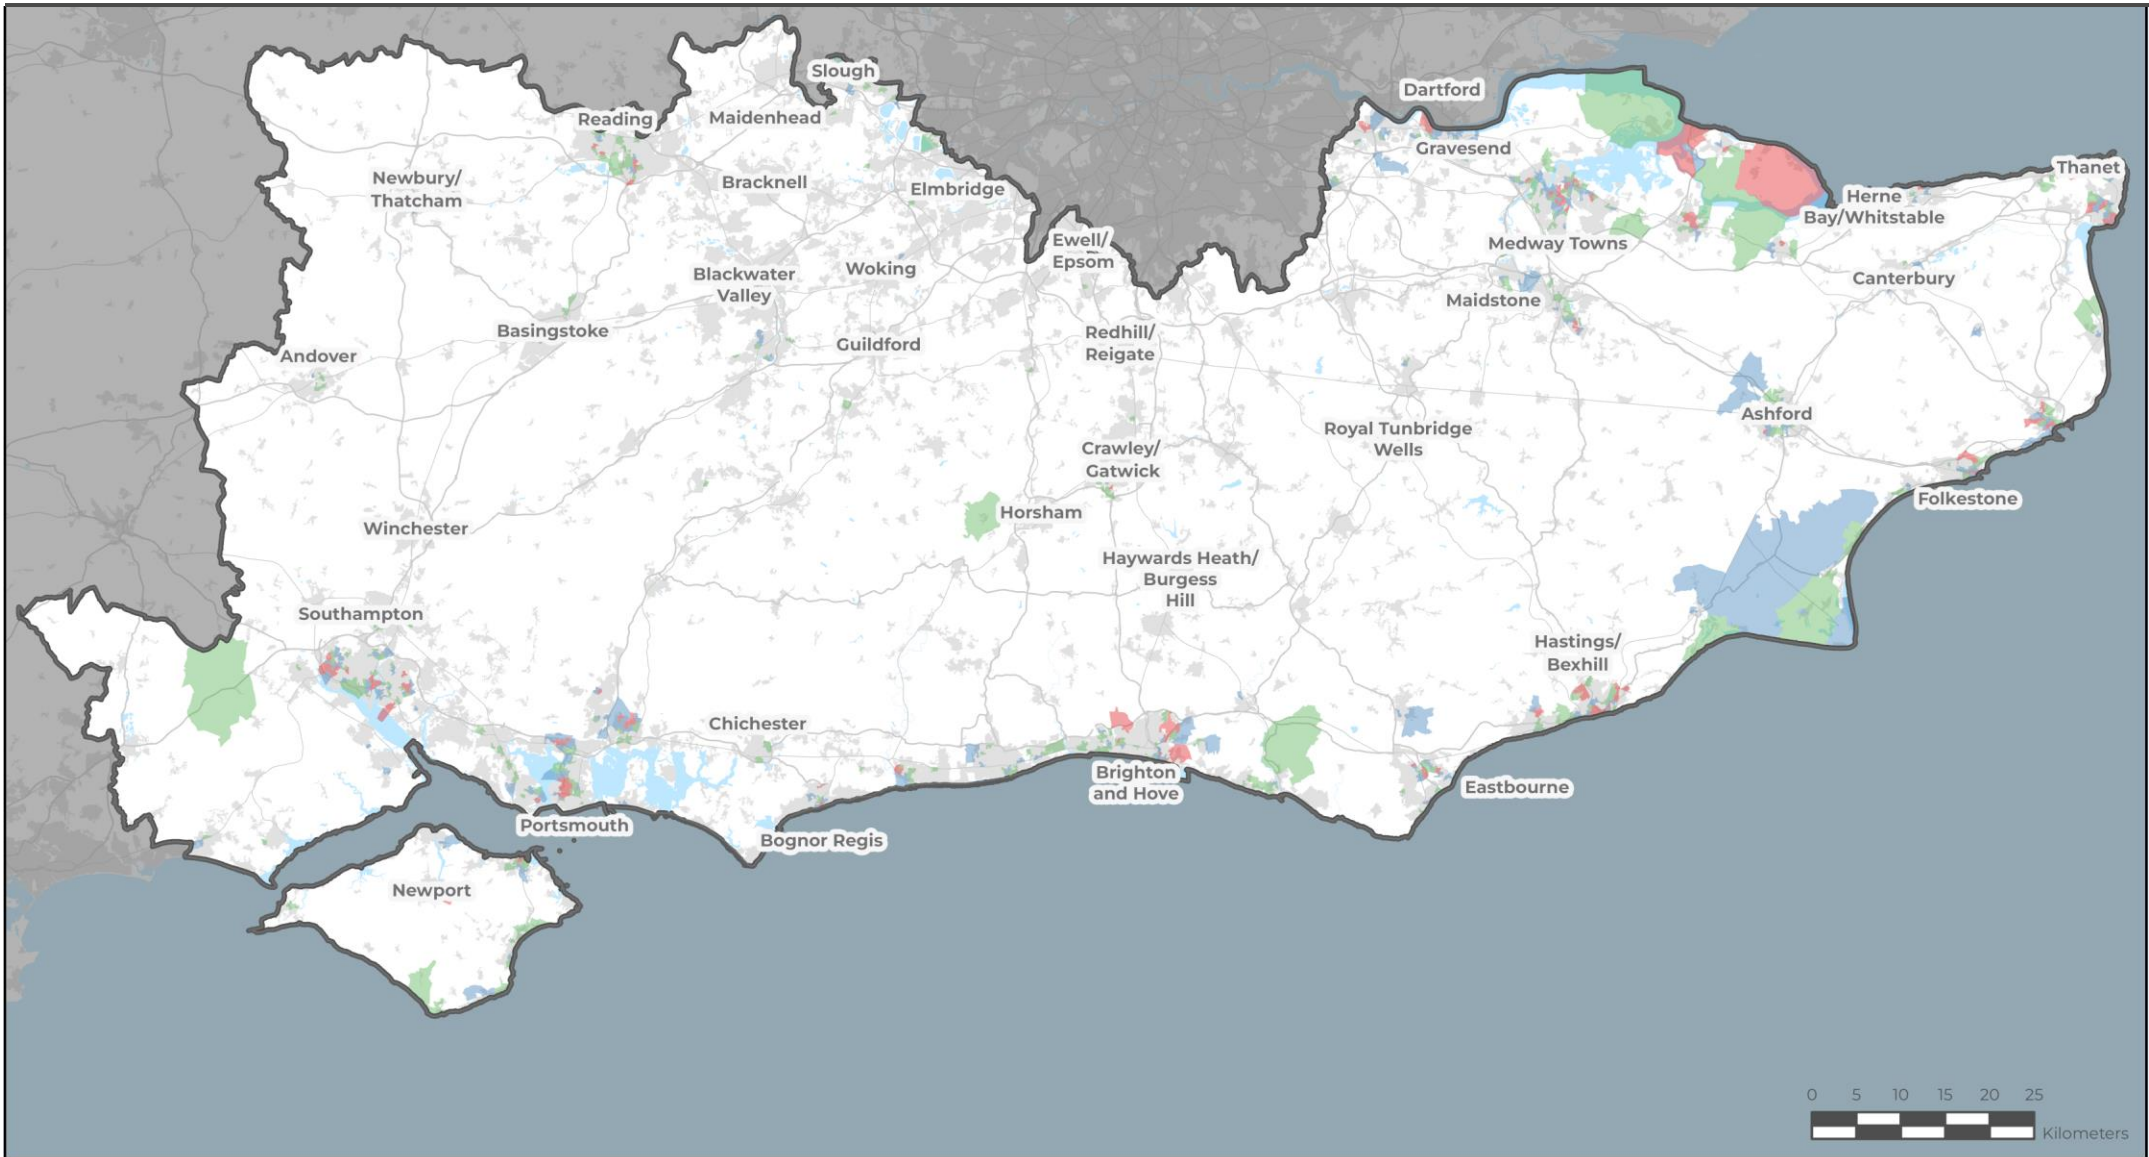 Slough
Dartford
Reading
Maidenhead
Gravesend
Thanet
Newbury/
Thatcham
Bracknell
Elmbridge
Herne
Bay/Whitstable
Ewell/
Epsom
Medway Towns
Blackwater
Valley
Woking
Canterbury
Maidstone
Basingstoke
Redhill/
Reigate
Guildford
Andover
Ashford
Royal Tunbridge
Wells
Crawley/
Gatwick
Folkestone
Horsham
Winchester
Haywards Heath/
Burgess
Hill
Southampton
Hastings/
Bexhill
Chichester
Brighton
and Hove
Eastbourne
Portsmouth
Bognor Regis
Newport
0 5 10 15 20 25
Kilometers